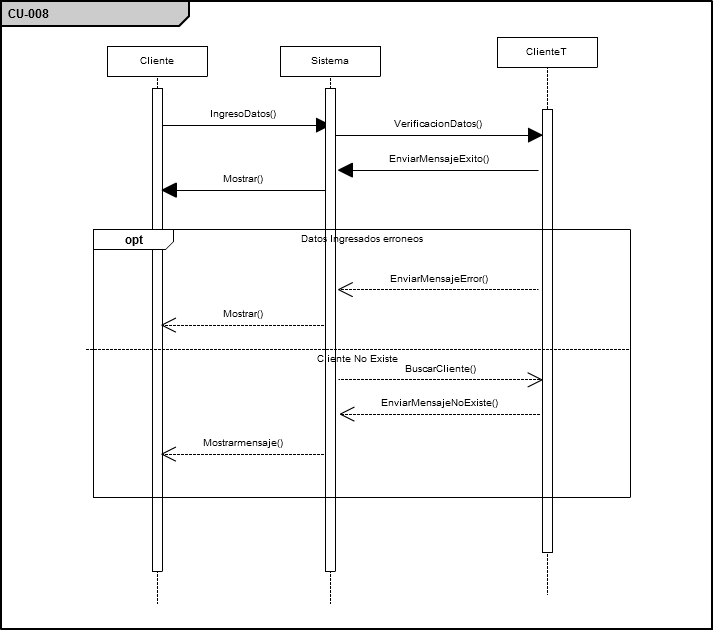 CU-008
Cliente
Sistema
ClienteT
IngresoDatos()
VerificacionDatos()
EnviarMensajeExito()
Mostrar()
opt
Datos Ingresados erroneos
EnviarMensajeError()
Mostrar()
Cliente No Existe
BuscarCliente()
EnviarMensajeNoExiste()
Mostrarmensaje()